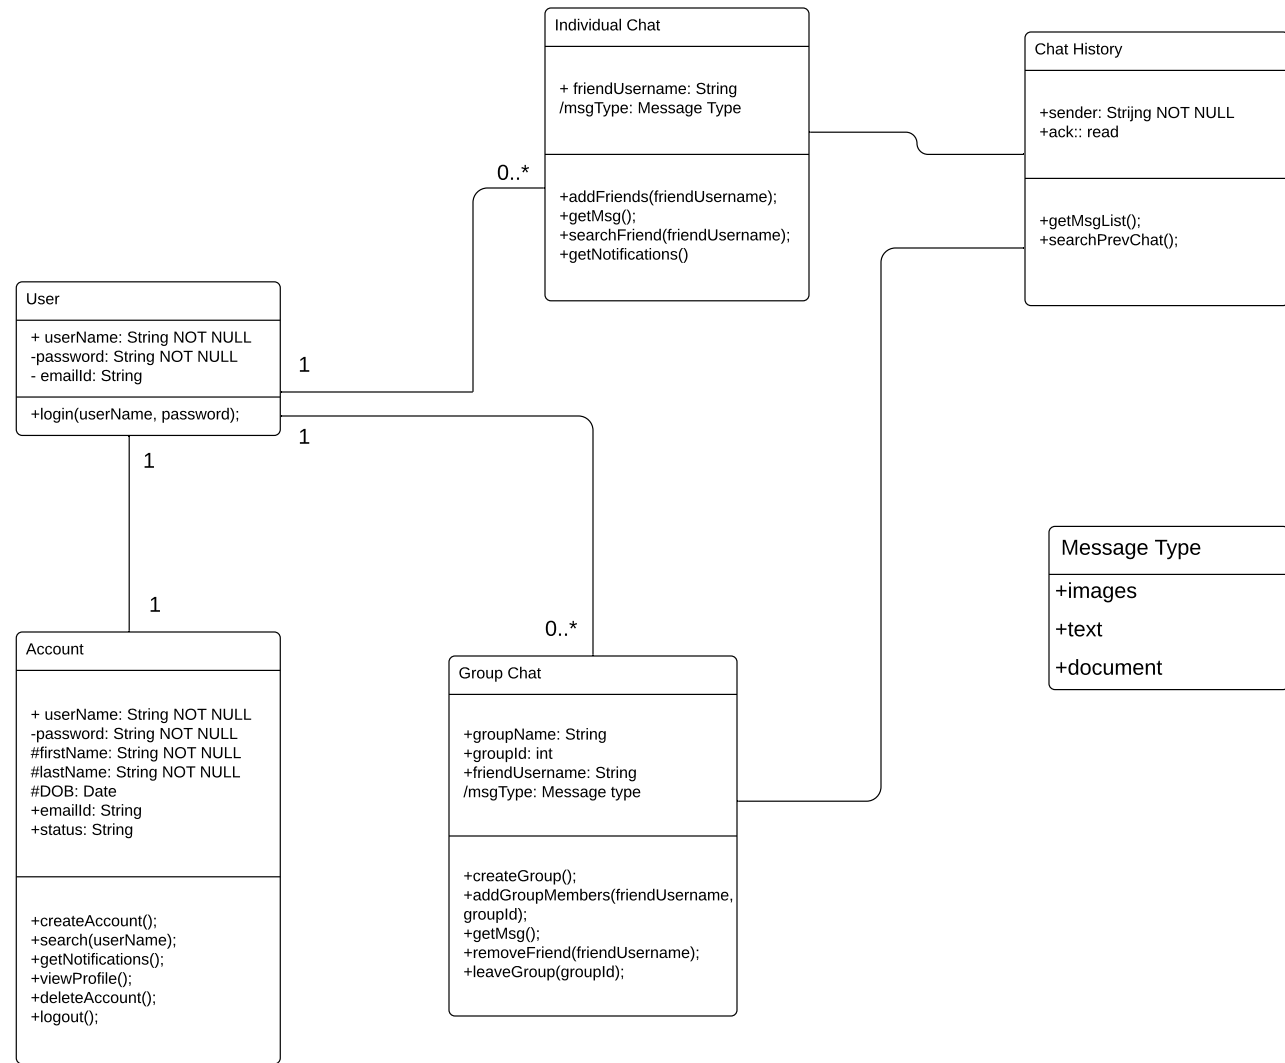 Individual Chat
+ friendUsername: String
/msgType: Message Type
+addFriends(friendUsername);
+getMsg();
+searchFriend(friendUsername);
+getNotifications()
Chat History
+sender: Strijng NOT NULL
+ack:: read
+getMsgList();
+searchPrevChat();
0..*
User
+ userName: String NOT NULL
-password: String NOT NULL
- emailId: String
+login(userName, password);
1
1
1
1
0..*
Account
+ userName: String NOT NULL
-password: String NOT NULL
#firstName: String NOT NULL
#lastName: String NOT NULL
#DOB: Date
+emailId: String
+status: String
+createAccount();
+search(userName);
+getNotifications();
+viewProfile();
+deleteAccount();
+logout();
Group Chat
+groupName: String
+groupId: int
+friendUsername: String
/msgType: Message type
+createGroup();
+addGroupMembers(friendUsername,
groupId);
+getMsg();
+removeFriend(friendUsername);
+leaveGroup(groupId);
Message Type
+images
+text
+document